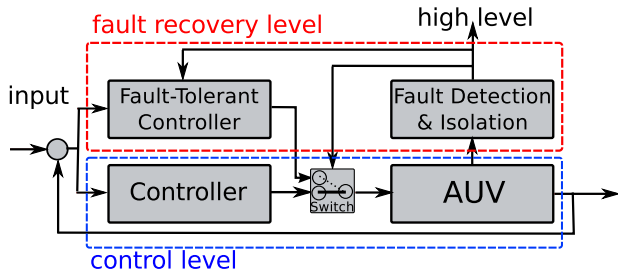 high level
fault recovery level
input
Fault-Tolerant
Controller
Fault Detection
& Isolation
Controller
Switch
AUV
control level